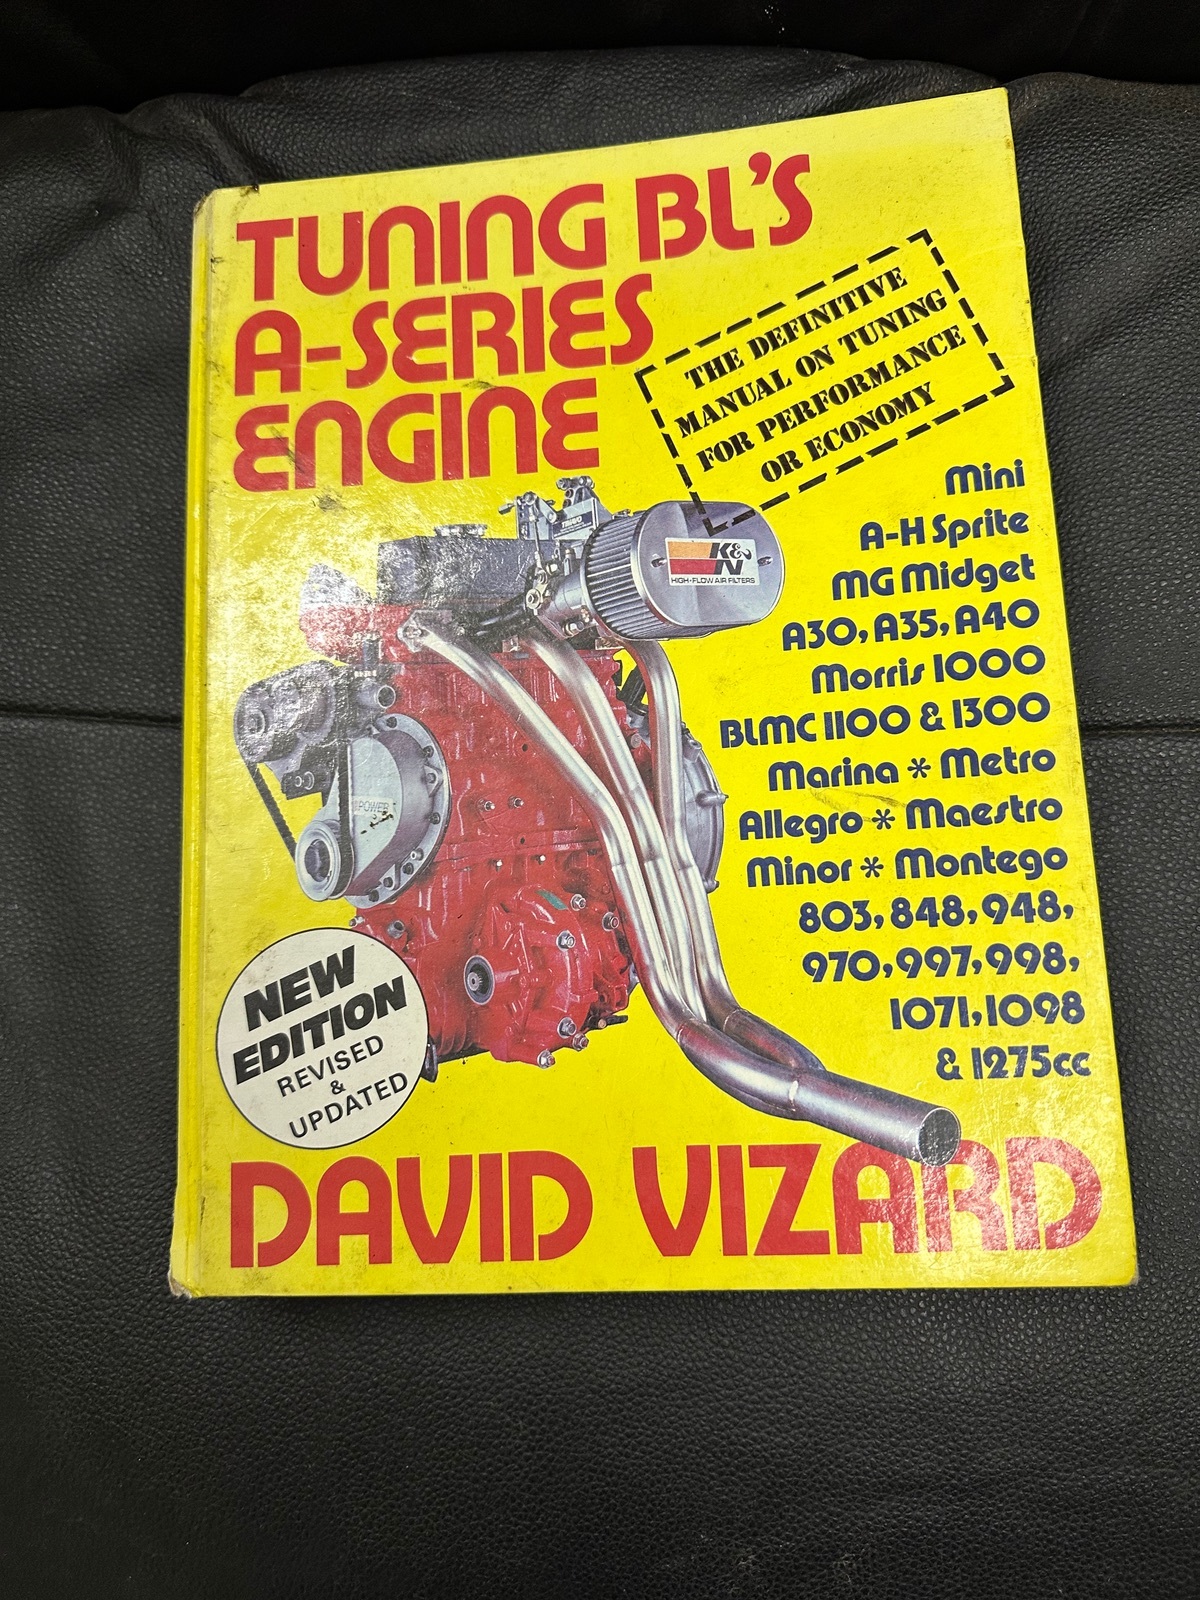 TUNING BL'S
A-SERIES
ENGINE
THE DEFINITIVE
MANUAL ON TUNING
FOR PERFORMANCE
OR ECONOMY
K&N
HIGH-FLOW AIR FILTERS
Mini
A-H Sprite
MG Midget
A30, A35, A40
Morris 1000
BLMC 1100 & 1300
Marina * Metro
Allegro * Maestro
Minor * Montego
803, 848, 948,
970, 997, 998,
1071, 1098
& 1275cc
POWER
NEW
EDITION
REVISED
&
UPDATED
DAVID VIZARD